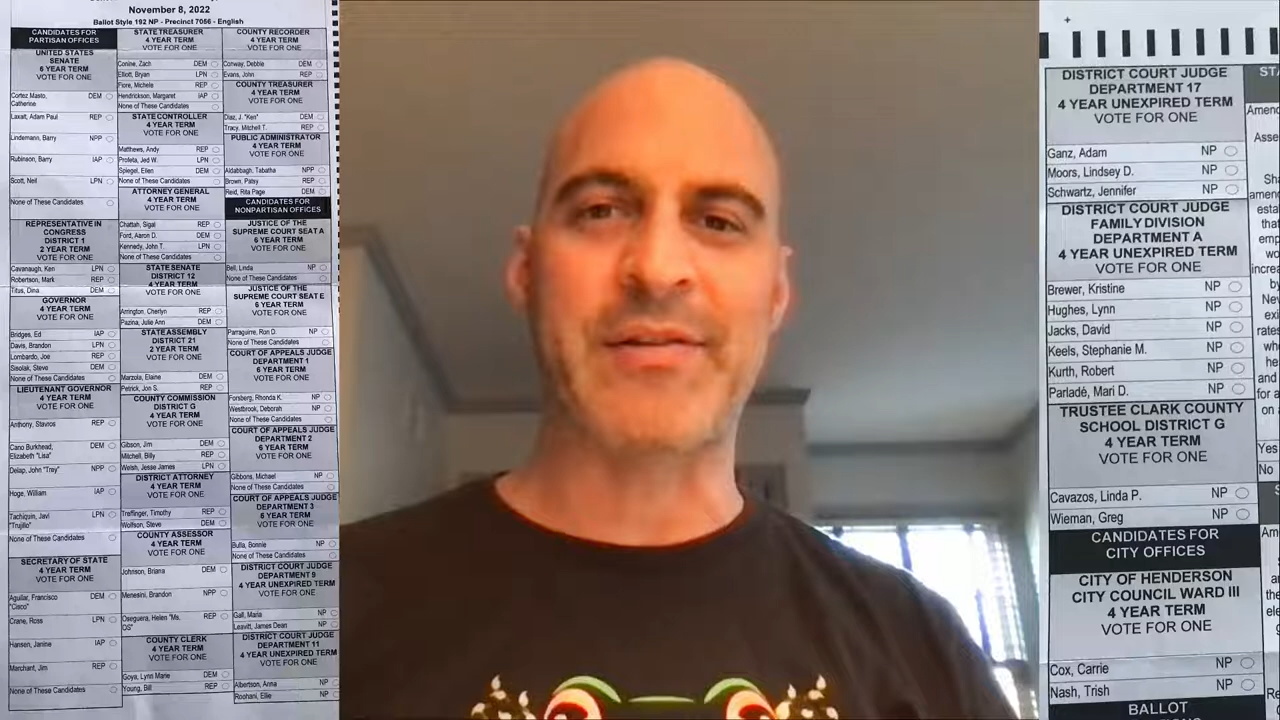 November 8, 2022
Ballot Style 192 NP - Precinct 7056 - English
CANDIDATES FOR
PARTISAN OFFICES
UNITED STATES
SENATE
6 YEAR TERM
VOTE FOR ONE
Cortez Masto, DEM
Catherine
Laxalt, Adam Paul REP
Lindemann, Barry NPP
Rubinson, Barry IAP
Scott, Neil LPN
None of These Candidates
REPRESENTATIVE IN
CONGRESS
DISTRICT 1
2 YEAR TERM
VOTE FOR ONE
Cavanaugh, Ken LPN
Robertson, Mark REP
Titus, Dina DEM
GOVERNOR
4 YEAR TERM
VOTE FOR ONE
Bridges, Ed IAP
Davis, Brandon LPN
Lombardo, Joe REP
Sisolak, Steve DEM
None of These Candidates
LIEUTENANT GOVERNOR
4 YEAR TERM
VOTE FOR ONE
Anthony, Stavros REP
Cano Burkhead, DEM
Elizabeth "Lisa"
Delap, John "Trey" NPP
Hoge, William IAP
Tachiquin, Javi LPN
"Trujillo"
None of These Candidates
SECRETARY OF STATE
4 YEAR TERM
VOTE FOR ONE
Aguilar, Francisco DEM
"Cisco"
Crane, Ross LPN
Hansen, Janine IAP
Marchant, Jim REP
None of These Candidates
STATE TREASURER
4 YEAR TERM
VOTE FOR ONE
Conine, Zach DEM
Elliott, Bryan LPN
Fiore, Michele REP
Hendrickson, Margaret IAP
None of These Candidates
STATE CONTROLLER
4 YEAR TERM
VOTE FOR ONE
Matthews, Andy REP
Profeta, Jed W. LPN
Spiegel, Ellen DEM
None of These Candidates
ATTORNEY GENERAL
4 YEAR TERM
VOTE FOR ONE
Chattah, Sigal REP
Ford, Aaron D. DEM
Kennedy, John T. LPN
None of These Candidates
STATE SENATE
DISTRICT 12
4 YEAR TERM
VOTE FOR ONE
Arrington, Cherlyn REP
Pazina, Julie Ann DEM
STATE ASSEMBLY
DISTRICT 21
2 YEAR TERM
VOTE FOR ONE
Marzola, Elaine DEM
Petrick, Jon S. REP
COUNTY COMMISSION
DISTRICT G
4 YEAR TERM
VOTE FOR ONE
Gibson, Jim DEM
Mitchell, Billy REP
Welsh, Jesse James LPN
DISTRICT ATTORNEY
4 YEAR TERM
VOTE FOR ONE
Treffinger, Timothy REP
Wolfson, Steve DEM
COUNTY ASSESSOR
4 YEAR TERM
VOTE FOR ONE
Johnson, Briana DEM
Menesini, Brandon NPP
Oseguera, Helen "Ms. REP
OS"
COUNTY CLERK
4 YEAR TERM
VOTE FOR ONE
Goya, Lynn Marie DEM
Young, Bill REP
COUNTY RECORDER
4 YEAR TERM
VOTE FOR ONE
Conway, Debbie DEM
Evans, John REP
COUNTY TREASURER
4 YEAR TERM
VOTE FOR ONE
Diaz, J. "Ken" DEM
Tracy, Mitchell T. REP
PUBLIC ADMINISTRATOR
4 YEAR TERM
VOTE FOR ONE
Aldabbagh, Tabatha NPP
Brown, Patsy REP
Reid, Rita Page DEM
CANDIDATES FOR
NONPARTISAN OFFICES
JUSTICE OF THE
SUPREME COURT SEAT A
6 YEAR TERM
VOTE FOR ONE
Bell, Linda NP
None of These Candidates
JUSTICE OF THE
SUPREME COURT SEAT E
6 YEAR TERM
VOTE FOR ONE
Parraguirre, Ron D. NP
None of These Candidates
COURT OF APPEALS JUDGE
DEPARTMENT 1
6 YEAR TERM
VOTE FOR ONE
Forsberg, Rhonda K. NP
Westbrook, Deborah NP
None of These Candidates
COURT OF APPEALS JUDGE
DEPARTMENT 2
6 YEAR TERM
VOTE FOR ONE
Gibbons, Michael NP
None of These Candidates
COURT OF APPEALS JUDGE
DEPARTMENT 3
6 YEAR TERM
VOTE FOR ONE
Bulla, Bonnie NP
None of These Candidates
DISTRICT COURT JUDGE
DEPARTMENT 9
4 YEAR UNEXPIRED TERM
VOTE FOR ONE
Gall, Maria NP
Leavitt, James Dean NP
DISTRICT COURT JUDGE
DEPARTMENT 11
4 YEAR UNEXPIRED TERM
VOTE FOR ONE
Albertson, Anna NP
Roohani, Ellie NP
DISTRICT COURT JUDGE
DEPARTMENT 17
4 YEAR UNEXPIRED TERM
VOTE FOR ONE
Ganz, Adam NP
Moors, Lindsey D. NP
Schwartz, Jennifer NP
DISTRICT COURT JUDGE
FAMILY DIVISION
DEPARTMENT A
4 YEAR UNEXPIRED TERM
VOTE FOR ONE
Brewer, Kristine NP
Hughes, Lynn NP
Jacks, David NP
Keels, Stephanie M. NP
Kurth, Robert NP
Parladé, Mari D. NP
TRUSTEE CLARK COUNTY
SCHOOL DISTRICT G
4 YEAR TERM
VOTE FOR ONE
Cavazos, Linda P. NP
Wieman, Greg NP
CANDIDATES FOR
CITY OFFICES
CITY OF HENDERSON
CITY COUNCIL WARD III
4 YEAR TERM
VOTE FOR ONE
Cox, Carrie NP
Nash, Trish NP
BALLOT
Yes
No